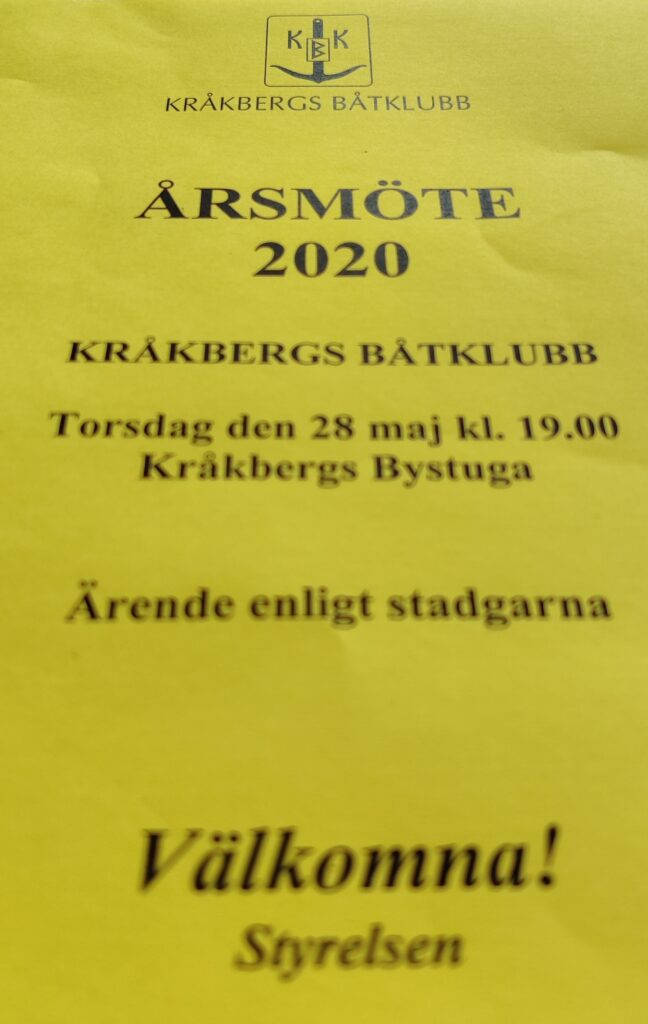 K B K
KRÅKBERGS BÅTKLUBB
ÅRSMÖTE
2020
KRÅKBERGS BÅTKLUBB
Torsdag den 28 maj kl. 19.00
Kråkbergs Bystuga
Ärende enligt stadgarna
Välkomna!
Styrelsen